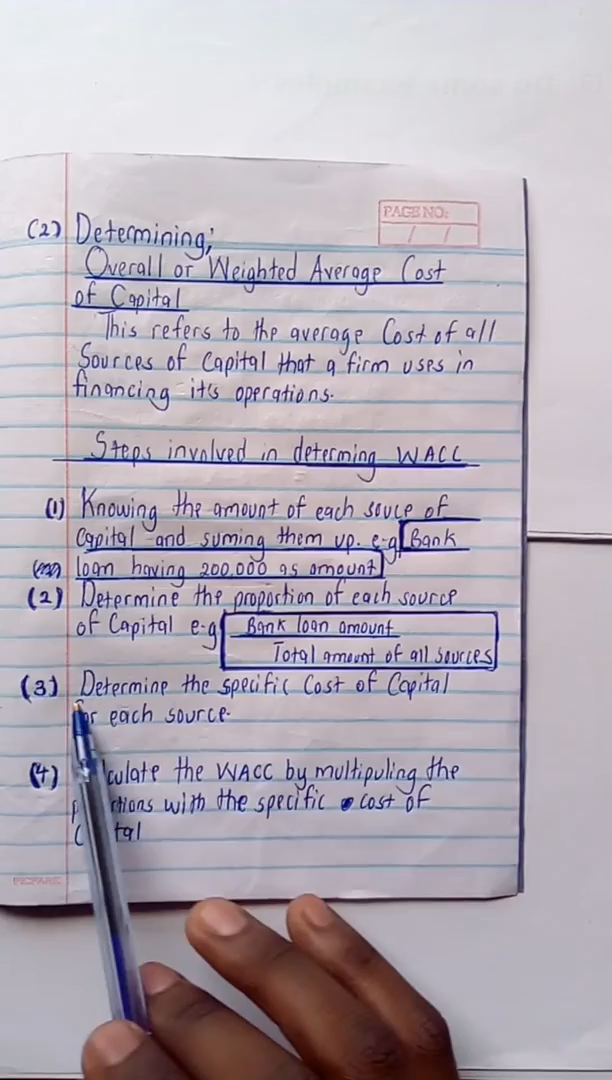 PAGE NO:
/ /
(2) Determining;
Overall or Weighted Average Cost
of Capital
This refers to the average Cost of all
Sources of Capital that a firm uses in
financing it's operations.
Steps involved in determing WACC
(1) Knowing the amount of each souce of
Capital and suming them up. e.g Bank
loan having 200,000 as amount
(2) Determine the proportion of each source
of Capital e.g Bank loan amount
Total amount of all sources
(3) Determine the specific Cost of Capital
each source.
(4) the WACC by multipuling the
with the specific cost of